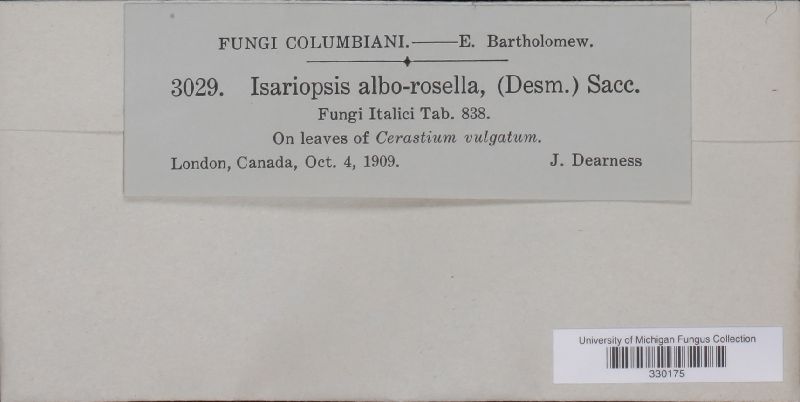 FUNGI COLUMBIANI.——E. Bartholomew.
3029. Isariopsis albo-rosella, (Desm.) Sacc.
Fungi Italici Tab. 838.
On leaves of Cerastium vulgatum.
London, Canada, Oct. 4, 1909. J. Dearness
University of Michigan Fungus Collection
330175